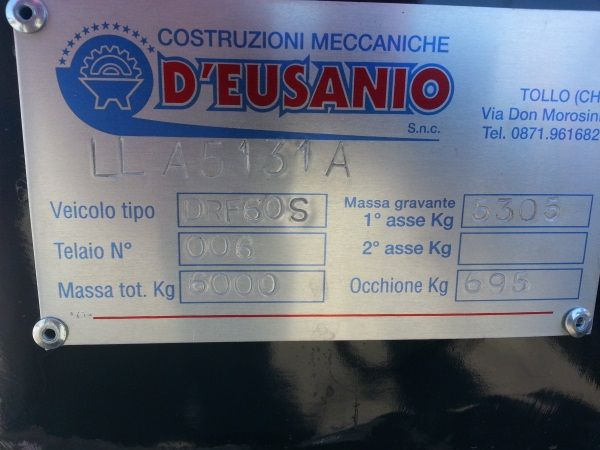 COSTRUZIONI MECCANICHE
D'EUSANIO
S.n.c.
TOLLO (CH
Via Don Morosini
Tel. 0871.961682
LL A5131A
Veicolo tipo DRF60S
Massa gravante 1° asse Kg 5305
Telaio N° 006
2° asse Kg
Massa tot. Kg 6000
Occhione Kg 695